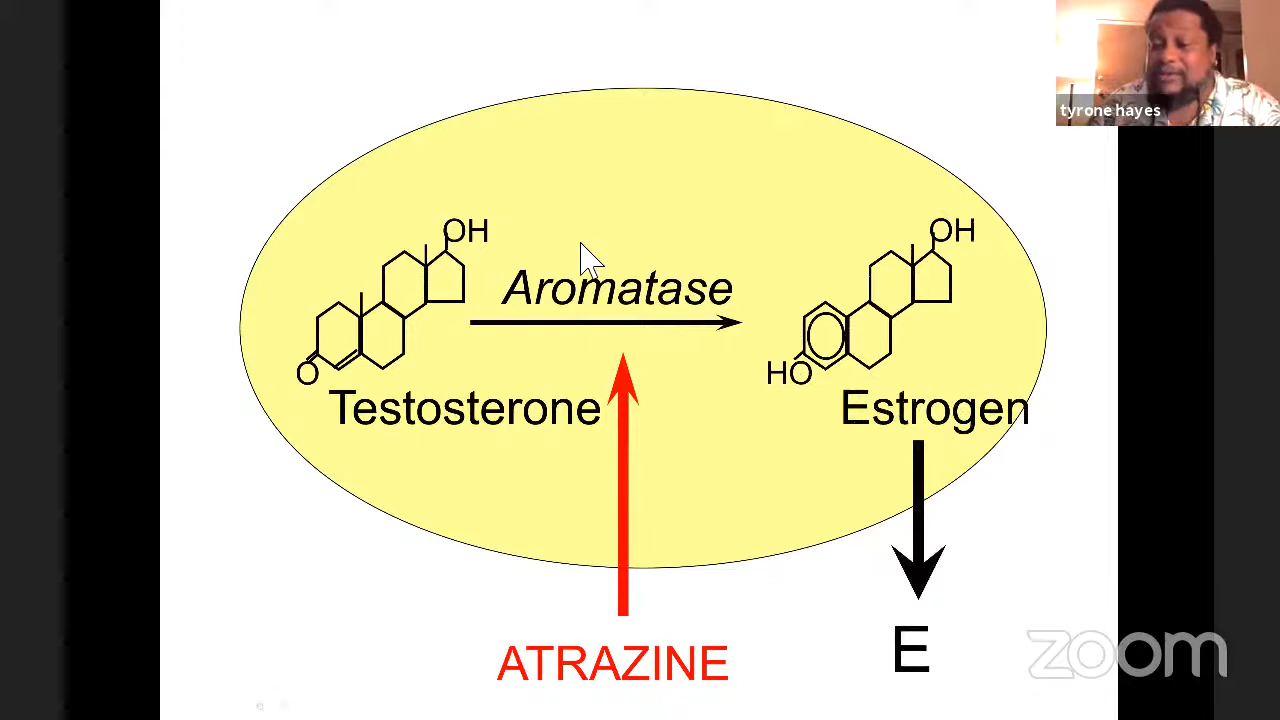 tyrone hayes
OH
OH
Aromatase
O
HO
Testosterone
Estrogen
E
ATRAZINE
zoom